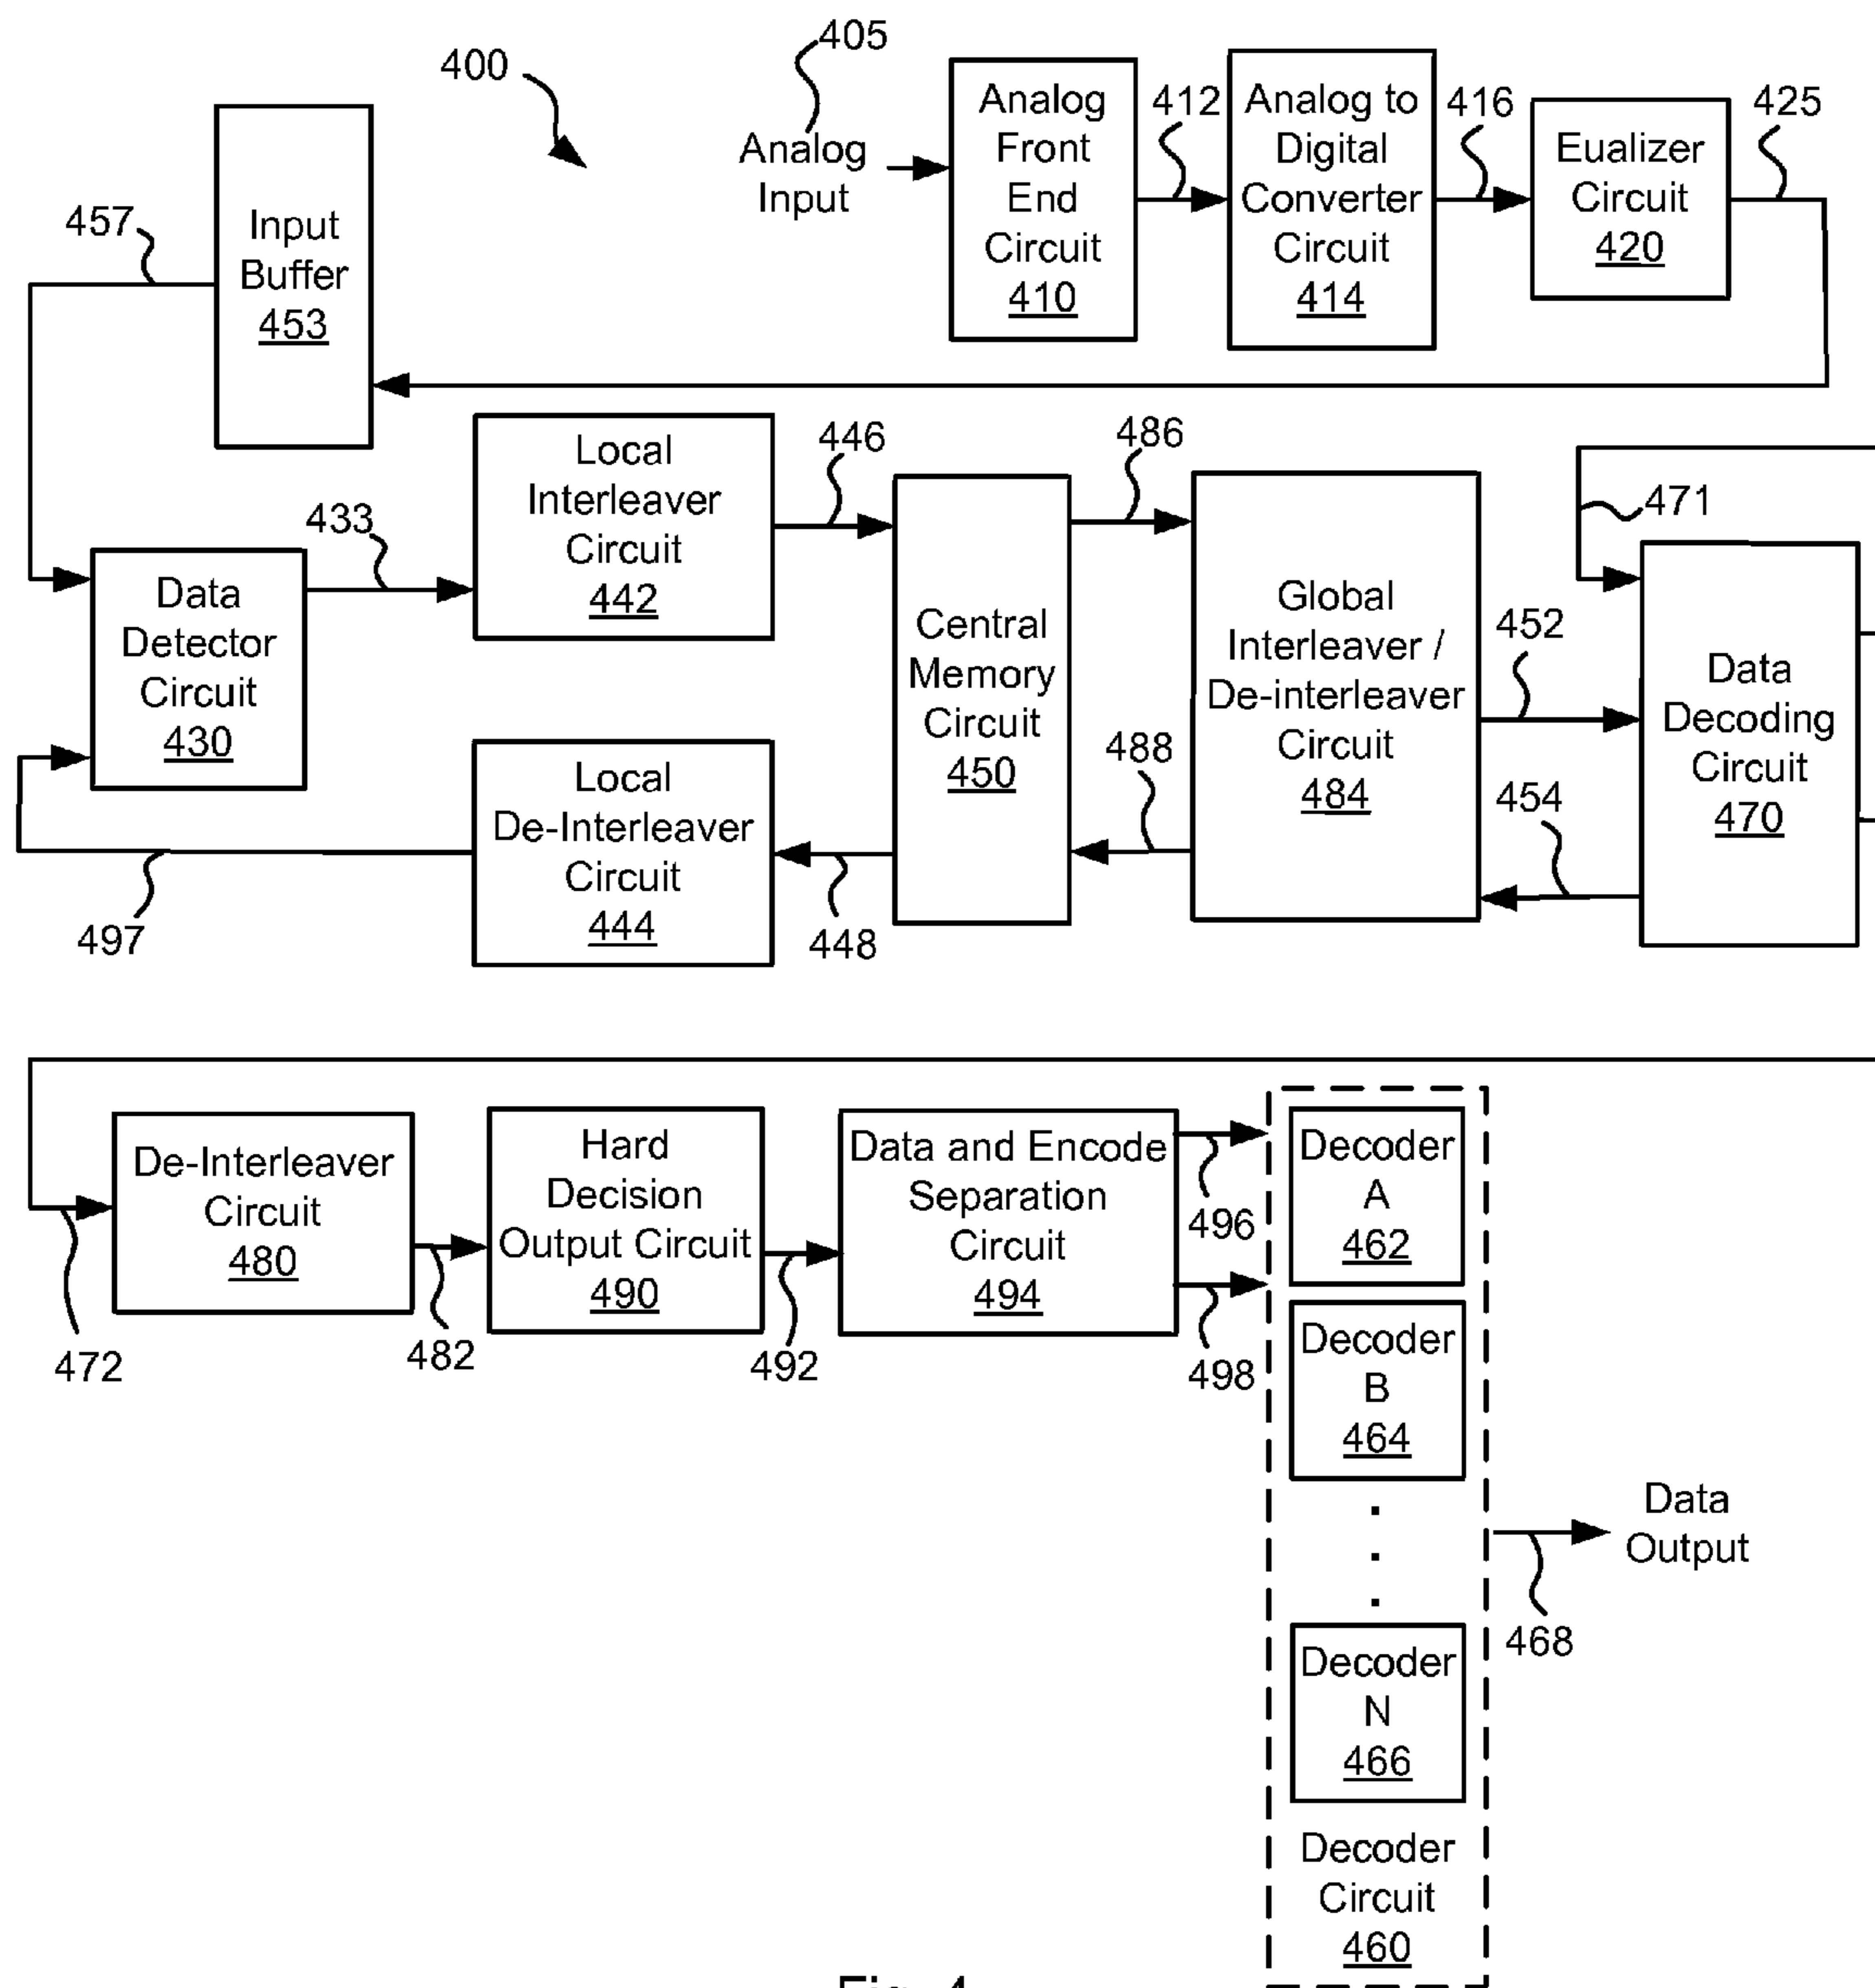 400
405
Analog
Input
Analog
Front
End
Circuit
410
412
Analog to
Digital
Converter
Circuit
414
416
Eualizer
Circuit
420
425
457
Input
Buffer
453
433
Data
Detector
Circuit
430
Local
Interleaver
Circuit
442
446
Central
Memory
Circuit
450
486
Global
Interleaver /
De-interleaver
Circuit
484
488
452
454
471
Data
Decoding
Circuit
470
Local
De-Interleaver
Circuit
444
448
497
472
De-Interleaver
Circuit
480
482
Hard
Decision
Output Circuit
490
492
Data and Encode
Separation
Circuit
494
496
498
Decoder
A
462
Decoder
B
464
.
.
.
Decoder
N
466
Decoder
Circuit
460
468
Data
Output